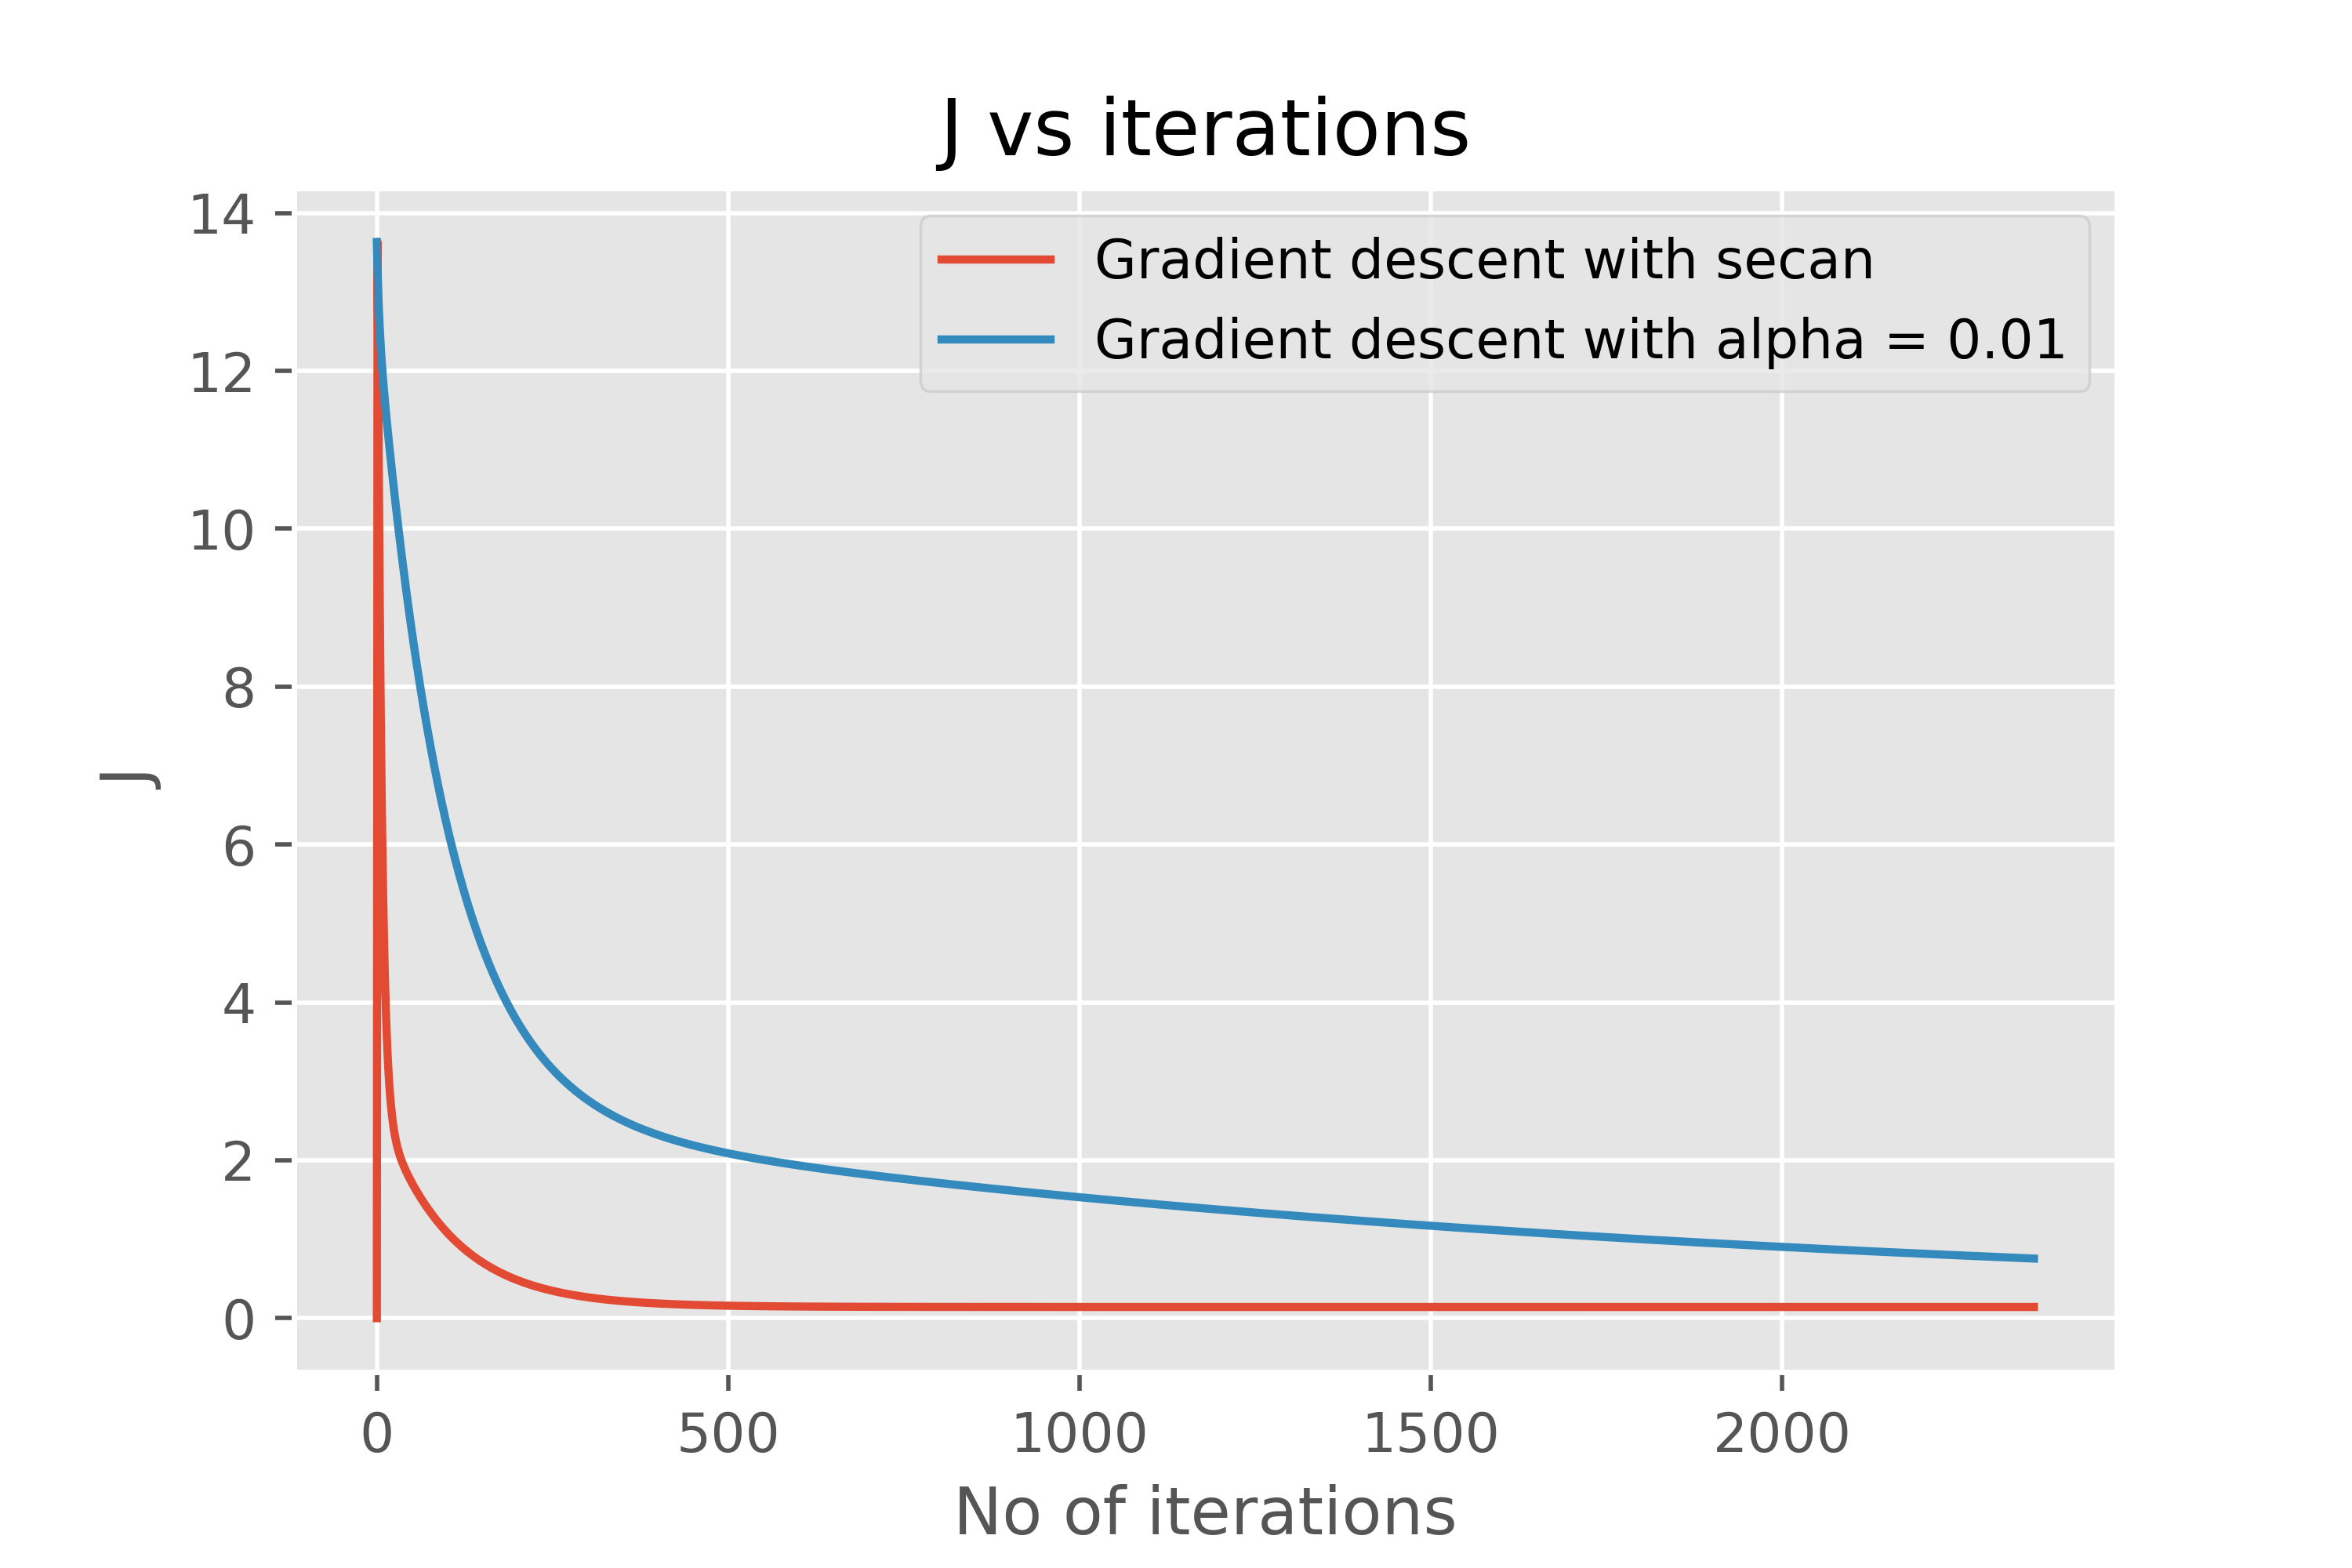 J vs iterations
14
12
10
8
6
4
2
0
J
Gradient descent with secan
Gradient descent with alpha = 0.01
0 500 1000 1500 2000
No of iterations